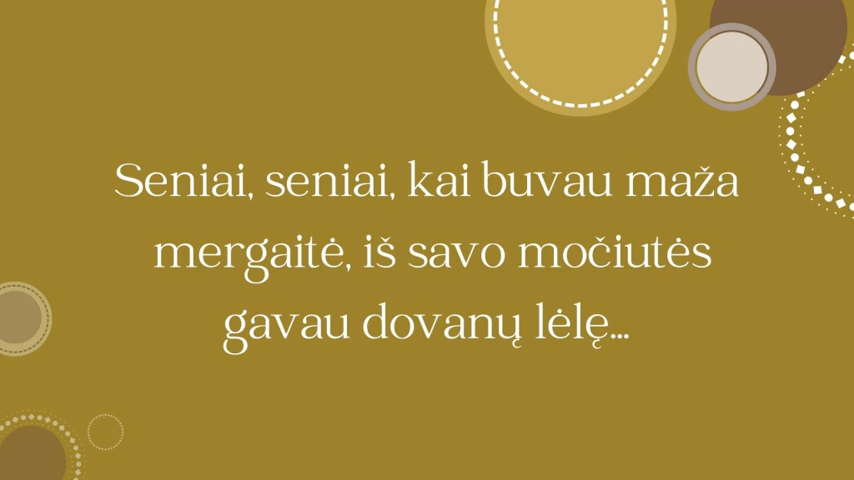 Seniai, seniai, kai buvau maža
mergaitė, iš savo močiutės
gavau dovanų lėlę...